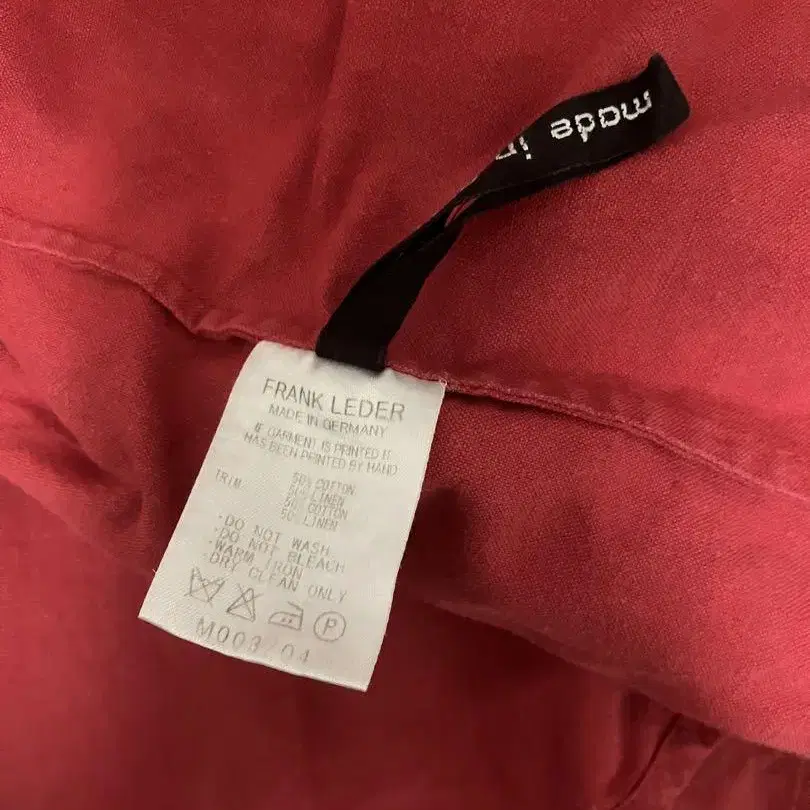 made in
FRANK LEDER
MADE IN GERMANY
IF GARMENT IS PRINTED IT
HAS BEEN PRINTED BY HAND
50% COTTON
50% LINEN
TRIM 50% COTTON
50% LINEN
-DO NOT WASH
-DO NOT BLEACH
-WARM IRON
-DRY CLEAN ONLY
P
M003/04